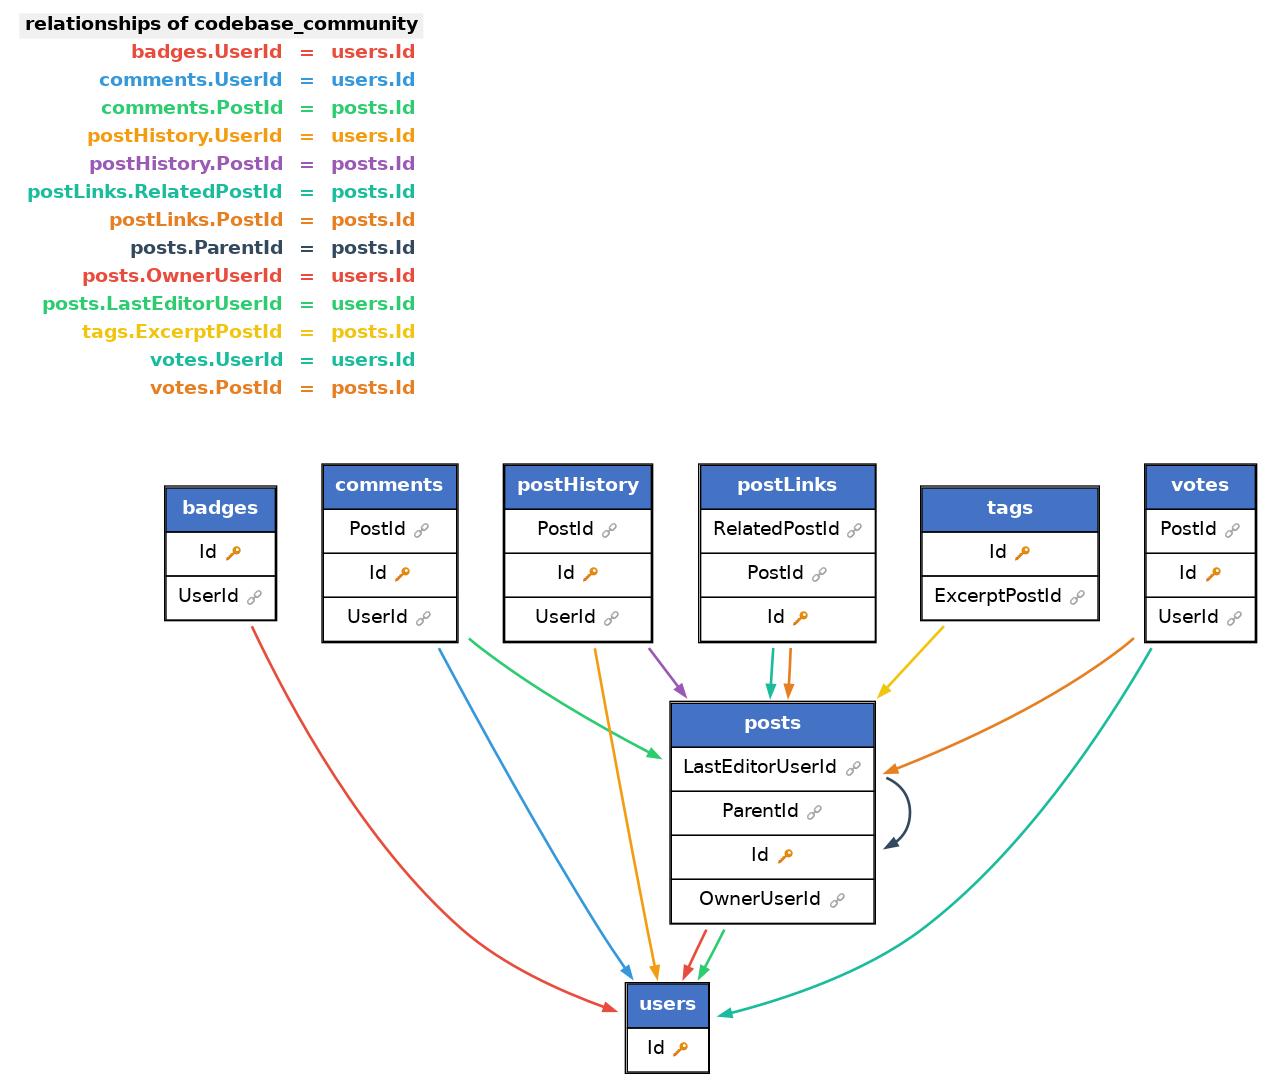 relationships of codebase_community
badges.UserId = users.Id
comments.UserId = users.Id
comments.PostId = posts.Id
postHistory.UserId = users.Id
postHistory.PostId = posts.Id
postLinks.RelatedPostId = posts.Id
postLinks.PostId = posts.Id
posts.ParentId = posts.Id
posts.OwnerUserId = users.Id
posts.LastEditorUserId = users.Id
tags.ExcerptPostId = posts.Id
votes.UserId = users.Id
votes.PostId = posts.Id
badges
Id
UserId
comments
PostId
Id
UserId
postHistory
PostId
Id
UserId
postLinks
RelatedPostId
PostId
Id
tags
Id
ExcerptPostId
votes
PostId
Id
UserId
posts
LastEditorUserId
ParentId
Id
OwnerUserId
users
Id